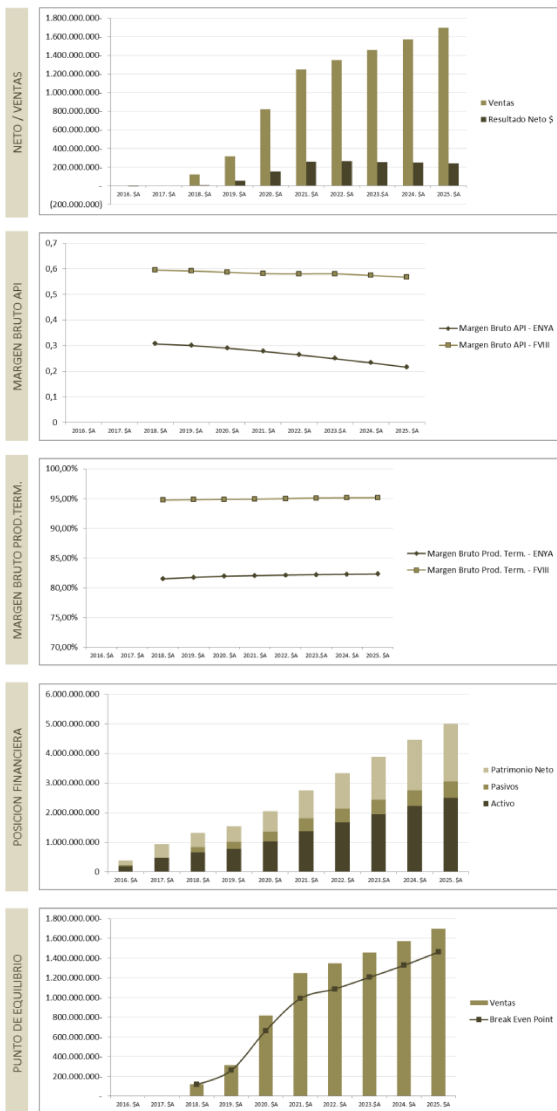 NETO / VENTAS
1.800.000.000-
1.600.000.000-
1.400.000.000-
1.200.000.000-
1.000.000.000-
800.000.000-
600.000.000-
400.000.000-
200.000.000-
-
(200.000.000)
2016. $A 2017. $A 2018. $A 2019. $A 2020. $A 2021. $A 2022. $A 2023.$A 2024. $A 2025. $A
Ventas
Resultado Neto $
MARGEN BRUTO API
0,7
0,6
0,5
0,4
0,3
0,2
0,1
0
2016. $A 2017. $A 2018. $A 2019. $A 2020. $A 2021. $A 2022. $A 2023.$A 2024. $A 2025. $A
Margen Bruto API - ENYA
Margen Bruto API - FVIII
MARGEN BRUTO PROD.TERM.
100,00%
95,00%
90,00%
85,00%
80,00%
75,00%
70,00%
2016. $A 2017. $A 2018. $A 2019. $A 2020. $A 2021. $A 2022. $A 2023.$A 2024. $A 2025. $A
Margen Bruto Prod. Term. - ENYA
Margen Bruto Prod. Term. - FVIII
POSICION FINANCIERA
6.000.000.000
5.000.000.000
4.000.000.000
3.000.000.000
2.000.000.000
1.000.000.000
0
2016. $A 2017. $A 2018. $A 2019. $A 2020. $A 2021. $A 2022. $A 2023.$A 2024. $A 2025. $A
Patrimonio Neto
Pasivos
Activo
PUNTO DE EQUILIBRIO
1.800.000.000-
1.600.000.000-
1.400.000.000-
1.200.000.000-
1.000.000.000-
800.000.000-
600.000.000-
400.000.000-
200.000.000-
-
2016. $A 2017. $A 2018. $A 2019. $A 2020. $A 2021. $A 2022. $A 2023.$A 2024. $A 2025. $A
Ventas
Break Even Point